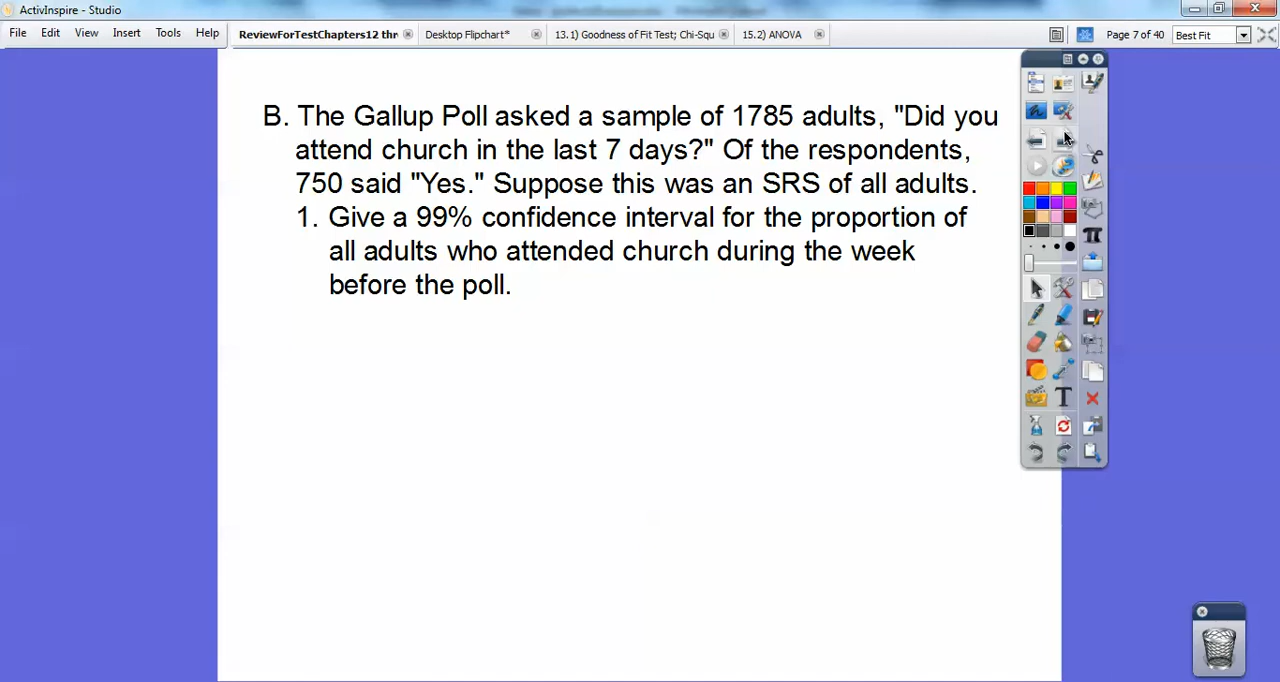 ActivInspire - Studio
File Edit View Insert Tools Help ReviewForTestChapters12 thr Desktop Flipchart* 13.1) Goodness of Fit Test; Chi-Squ 15.2) ANOVA Page 7 of 40 Best Fit
B. The Gallup Poll asked a sample of 1785 adults, "Did you
attend church in the last 7 days?" Of the respondents,
750 said "Yes." Suppose this was an SRS of all adults.
1. Give a 99% confidence interval for the proportion of
all adults who attended church during the week
before the poll.